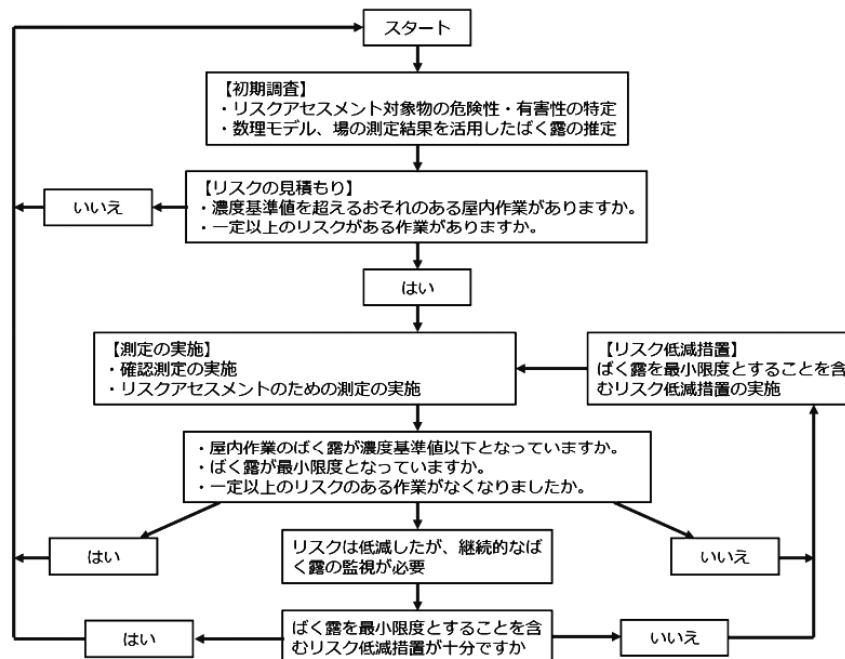 スタート
【初期調査】
・リスクアセスメント対象物の危険性・有害性の特定
・数理モデル、場の測定結果を活用したばく露の推定
【リスクの見積もり】
・濃度基準値を超えるおそれのある屋内作業がありますか。
・一定以上のリスクがある作業がありますか。
いいえ
はい
【測定の実施】
・確認測定の実施
・リスクアセスメントのための測定の実施
【リスク低減措置】
ばく露を最小限度とすることを含
むリスク低減措置の実施
・屋内作業のばく露が濃度基準値以下となっていますか。
・ばく露が最小限度となっていますか。
・一定以上のリスクのある作業がなくなりましたか。
はい
リスクは低減したが、継続的なば
く露の監視が必要
いいえ
はい
ばく露を最小限度とすることを含
むリスク低減措置が十分ですか
いいえ